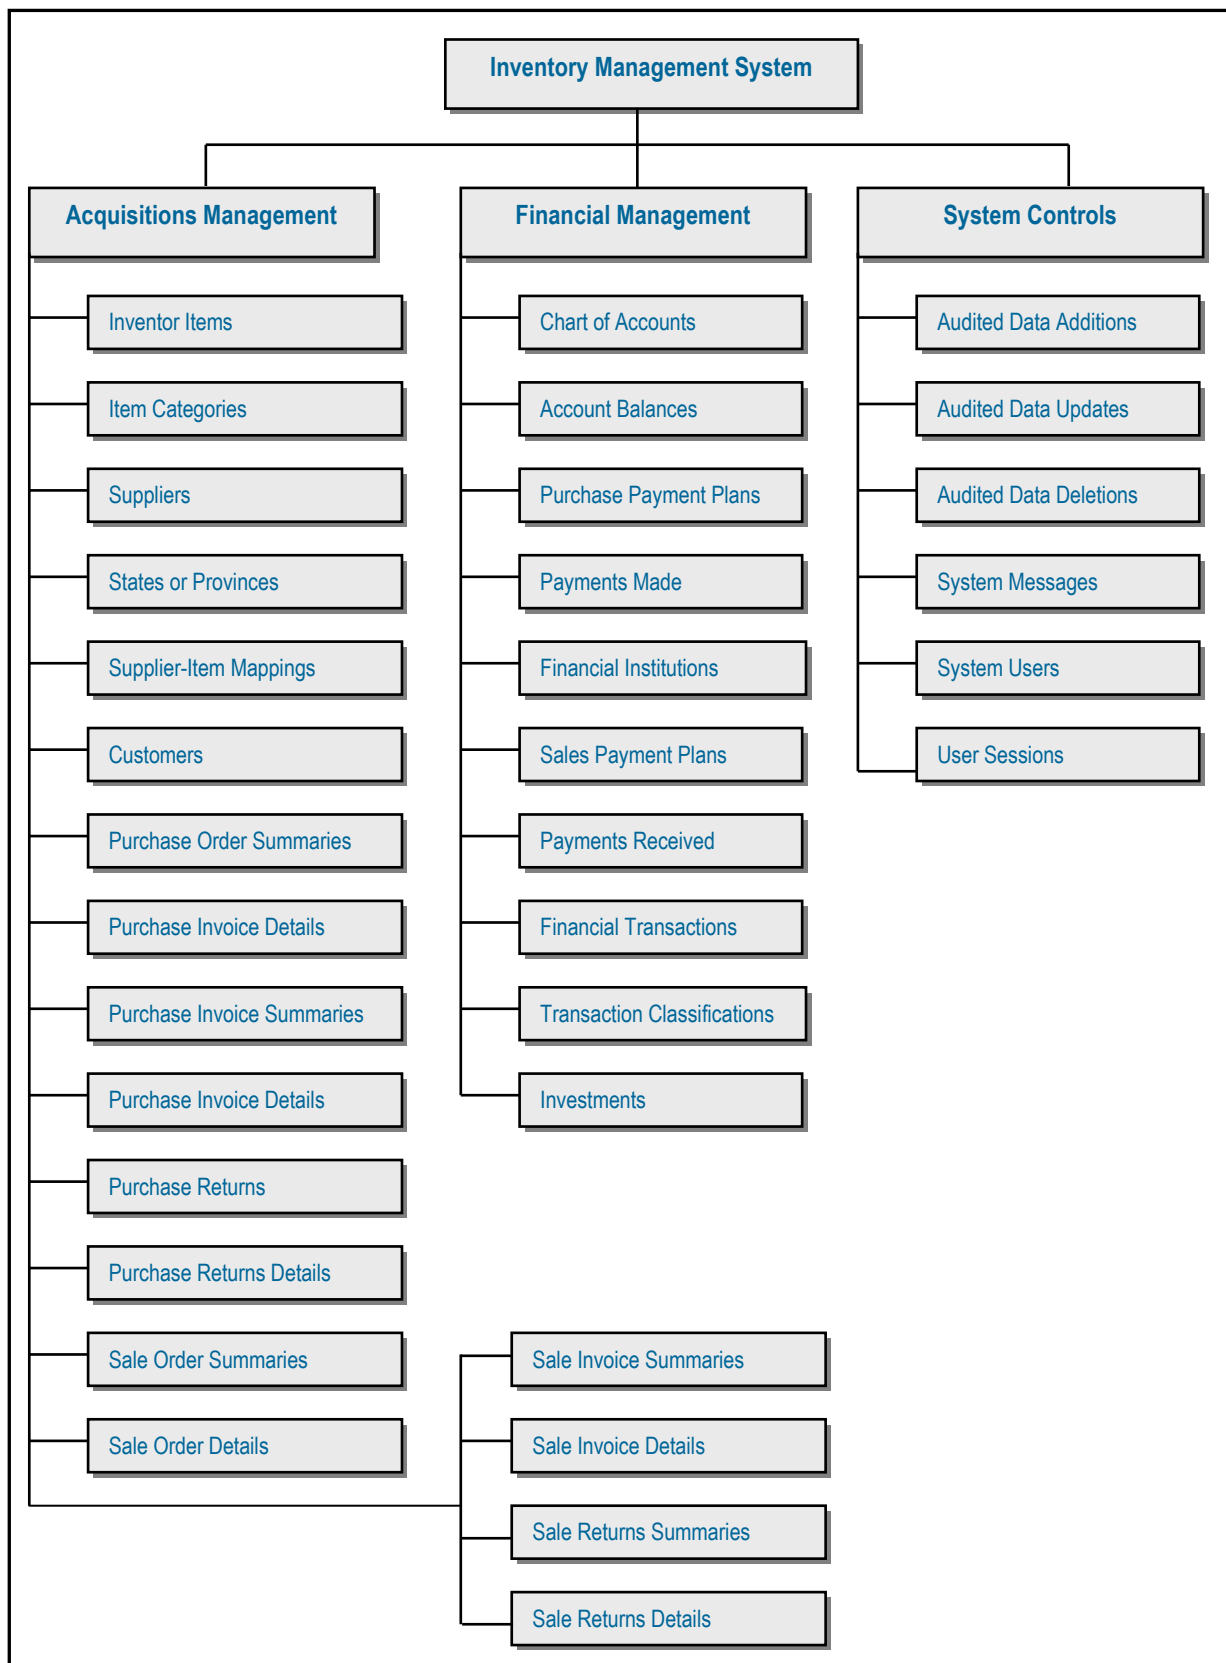 Inventory Management System
Acquisitions Management
Financial Management
System Controls
Inventor Items
Item Categories
Suppliers
States or Provinces
Supplier-Item Mappings
Customers
Purchase Order Summaries
Purchase Invoice Details
Purchase Invoice Summaries
Purchase Invoice Details
Purchase Returns
Purchase Returns Details
Sale Order Summaries
Sale Order Details
Sale Invoice Summaries
Sale Invoice Details
Sale Returns Summaries
Sale Returns Details
Chart of Accounts
Account Balances
Purchase Payment Plans
Payments Made
Financial Institutions
Sales Payment Plans
Payments Received
Financial Transactions
Transaction Classifications
Investments
Audited Data Additions
Audited Data Updates
Audited Data Deletions
System Messages
System Users
User Sessions